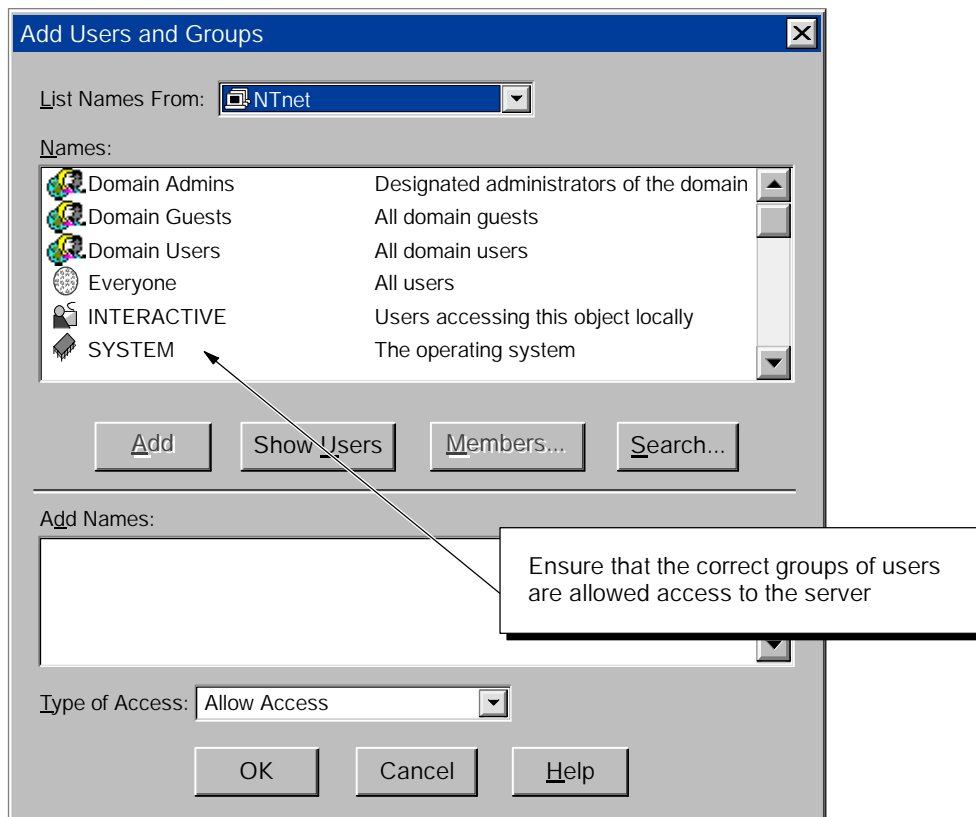 Add Users and Groups
List Names From: NTnet
Names:
Domain Admins Designated administrators of the domain
Domain Guests All domain guests
Domain Users All domain users
Everyone All users
INTERACTIVE Users accessing this object locally
SYSTEM The operating system
Add Show Users Members... Search...
Add Names:
Ensure that the correct groups of users
are allowed access to the server
Type of Access: Allow Access
OK Cancel Help